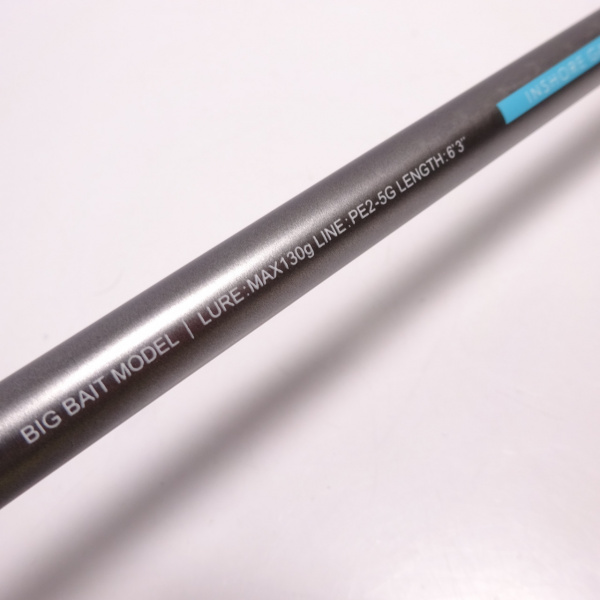 BIG BAIT MODEL | LURE:MAX130g LINE:PE2-5G LENGTH:6'3"
INSHORE